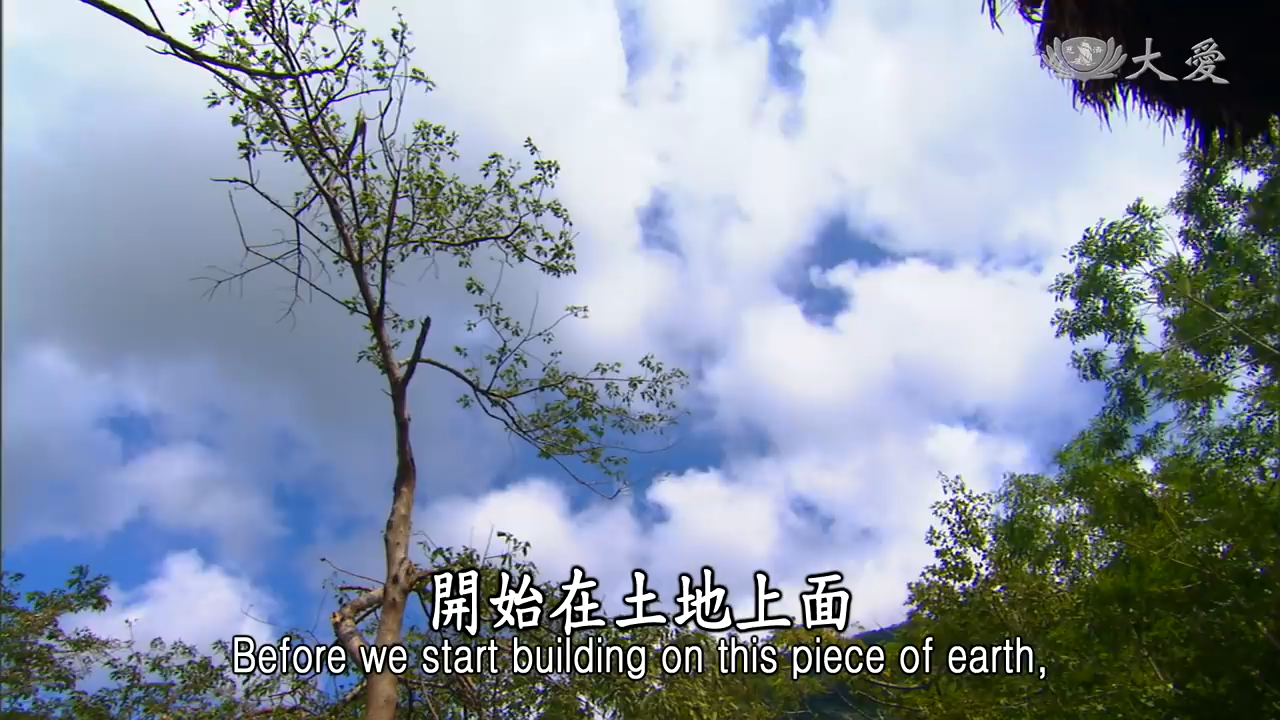 大愛
開始在土地上面
Before we start building on this piece of earth,